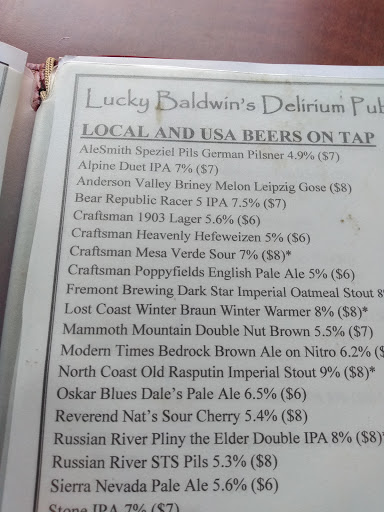 Lucky Baldwin's Delirium Pub
LOCAL AND USA BEERS ON TAP
AleSmith Speziel Pils German Pilsner 4.9% ($7)
Alpine Duet IPA 7% ($7)
Anderson Valley Briney Melon Leipzig Gose ($8)
Bear Republic Racer 5 IPA 7.5% ($7)
Craftsman 1903 Lager 5.6% ($6)
Craftsman Heavenly Hefeweizen 5% ($6)
Craftsman Mesa Verde Sour 7% ($8)*
Craftsman Poppyfields English Pale Ale 5% ($6)
Fremont Brewing Dark Star Imperial Oatmeal Stout 8
Lost Coast Winter Braun Winter Warmer 8% ($8)*
Mammoth Mountain Double Nut Brown 5.5% ($7)
Modern Times Bedrock Brown Ale on Nitro 6.2% ($
North Coast Old Rasputin Imperial Stout 9% ($8)*
Oskar Blues Dale's Pale Ale 6.5% ($6)
Reverend Nat's Sour Cherry 5.4% ($8)
Russian River Pliny the Elder Double IPA 8% ($8)*
Russian River STS Pils 5.3% ($8)
Sierra Nevada Pale Ale 5.6% ($6)
Stone IPA 7% ($7)